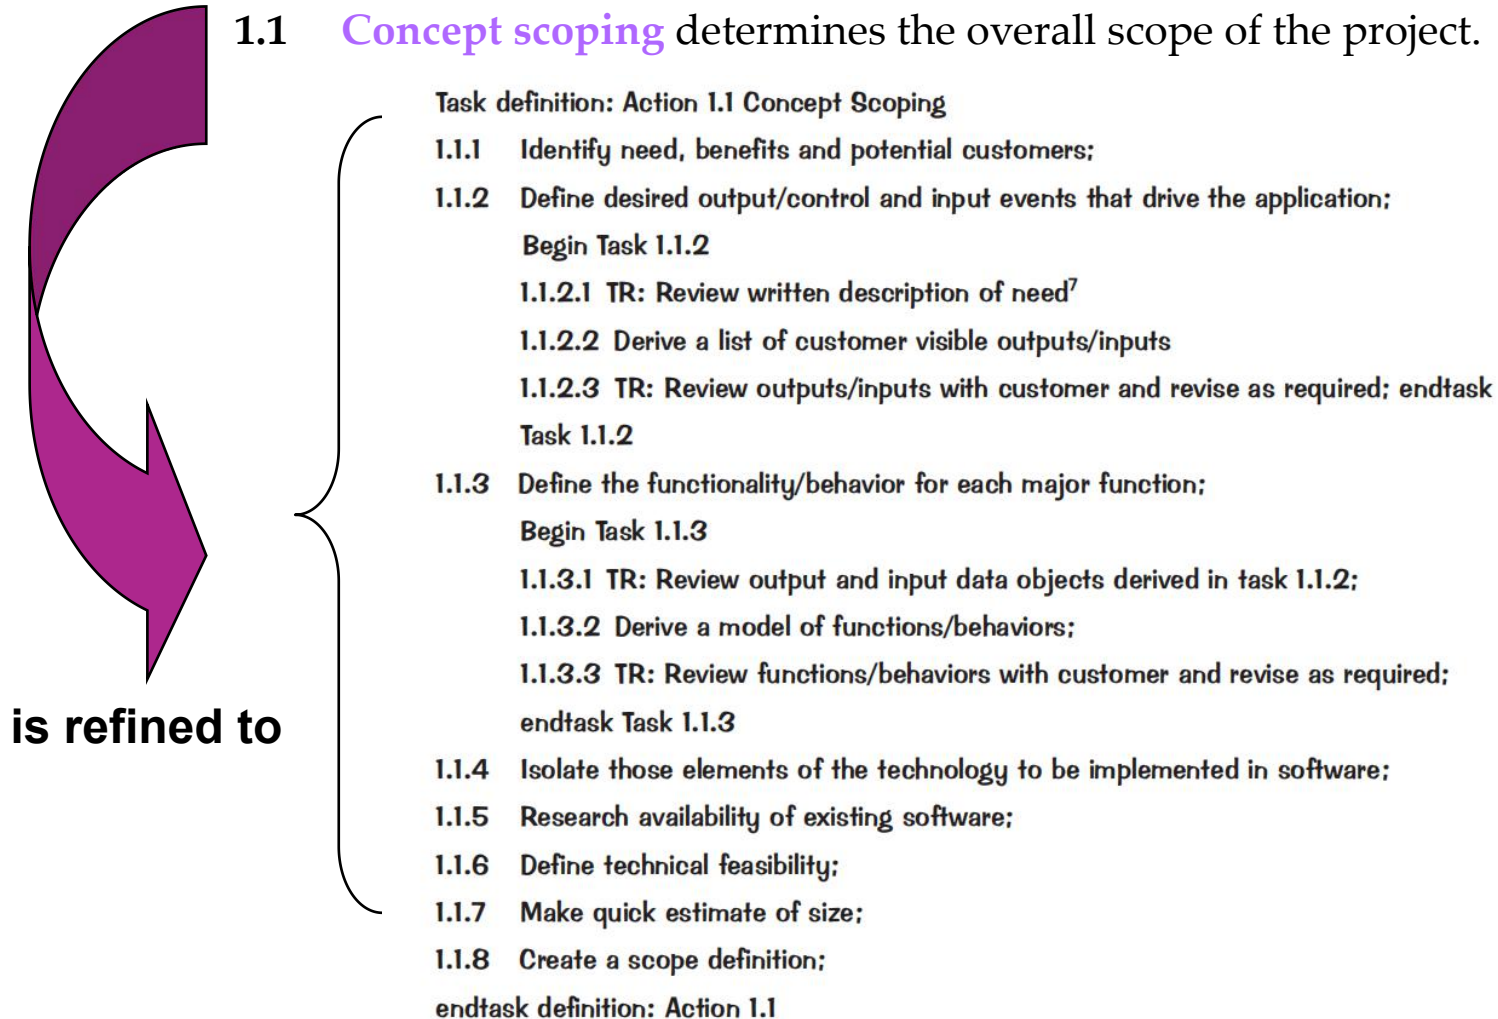 1.1 Concept scoping determines the overall scope of the project.
Task definition: Action 1.1 Concept Scoping
1.1.1 Identify need, benefits and potential customers;
1.1.2 Define desired output/control and input events that drive the application;
Begin Task 1.1.2
1.1.2.1 TR: Review written description of need⁷
1.1.2.2 Derive a list of customer visible outputs/inputs
1.1.2.3 TR: Review outputs/inputs with customer and revise as required; endtask
Task 1.1.2
1.1.3 Define the functionality/behavior for each major function;
Begin Task 1.1.3
1.1.3.1 TR: Review output and input data objects derived in task 1.1.2;
1.1.3.2 Derive a model of functions/behaviors;
1.1.3.3 TR: Review functions/behaviors with customer and revise as required;
endtask Task 1.1.3
is refined to
1.1.4 Isolate those elements of the technology to be implemented in software;
1.1.5 Research availability of existing software;
1.1.6 Define technical feasibility;
1.1.7 Make quick estimate of size;
1.1.8 Create a scope definition;
endtask definition: Action 1.1